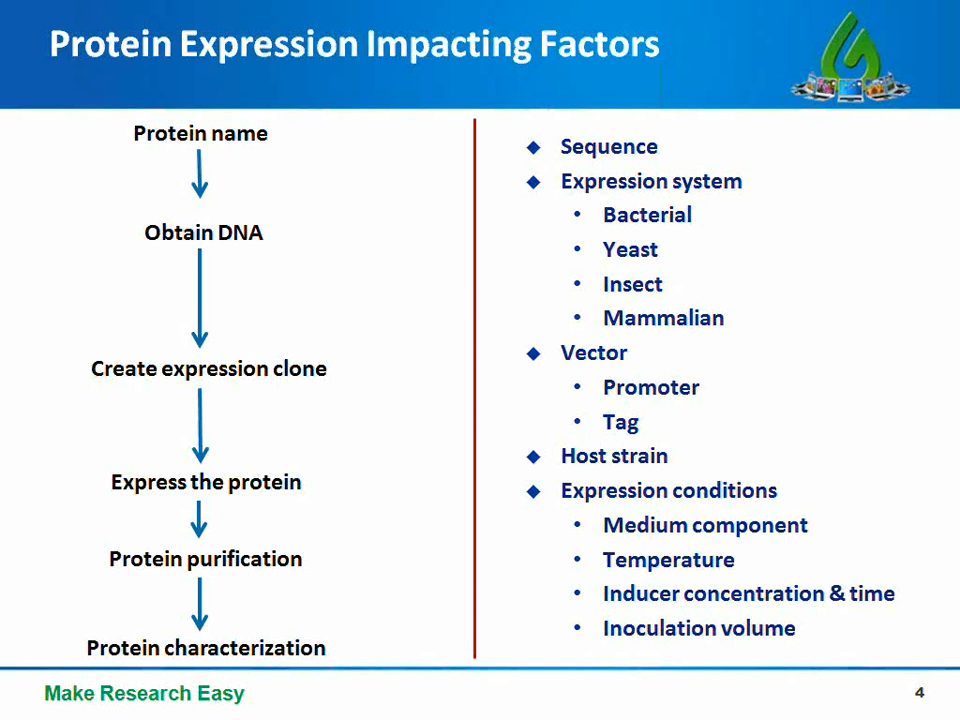 Protein Expression Impacting Factors
Protein name
Obtain DNA
Create expression clone
Express the protein
Protein purification
Protein characterization
◆ Sequence
◆ Expression system
• Bacterial
• Yeast
• Insect
• Mammalian
◆ Vector
• Promoter
• Tag
◆ Host strain
◆ Expression conditions
• Medium component
• Temperature
• Inducer concentration & time
• Inoculation volume
Make Research Easy
4